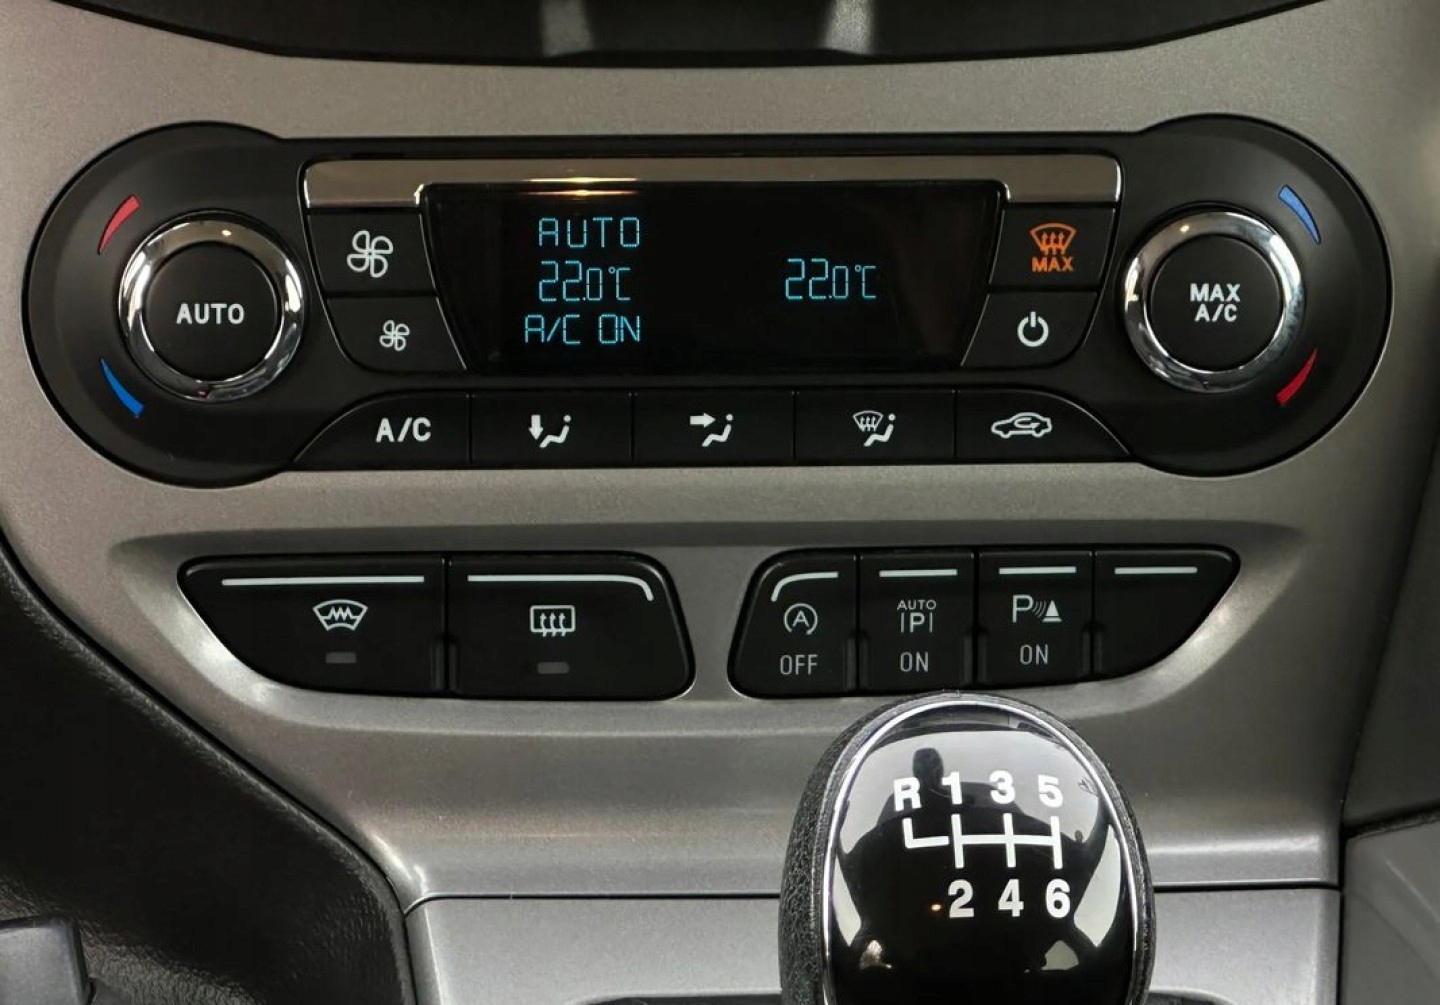 AUTO
AUTO
22.0°C
22.0°C
A/C ON
MAX
MAX
A/C
A/C
A
OFF
AUTO
P
ON
P
ON
R 1 3 5
2 4 6